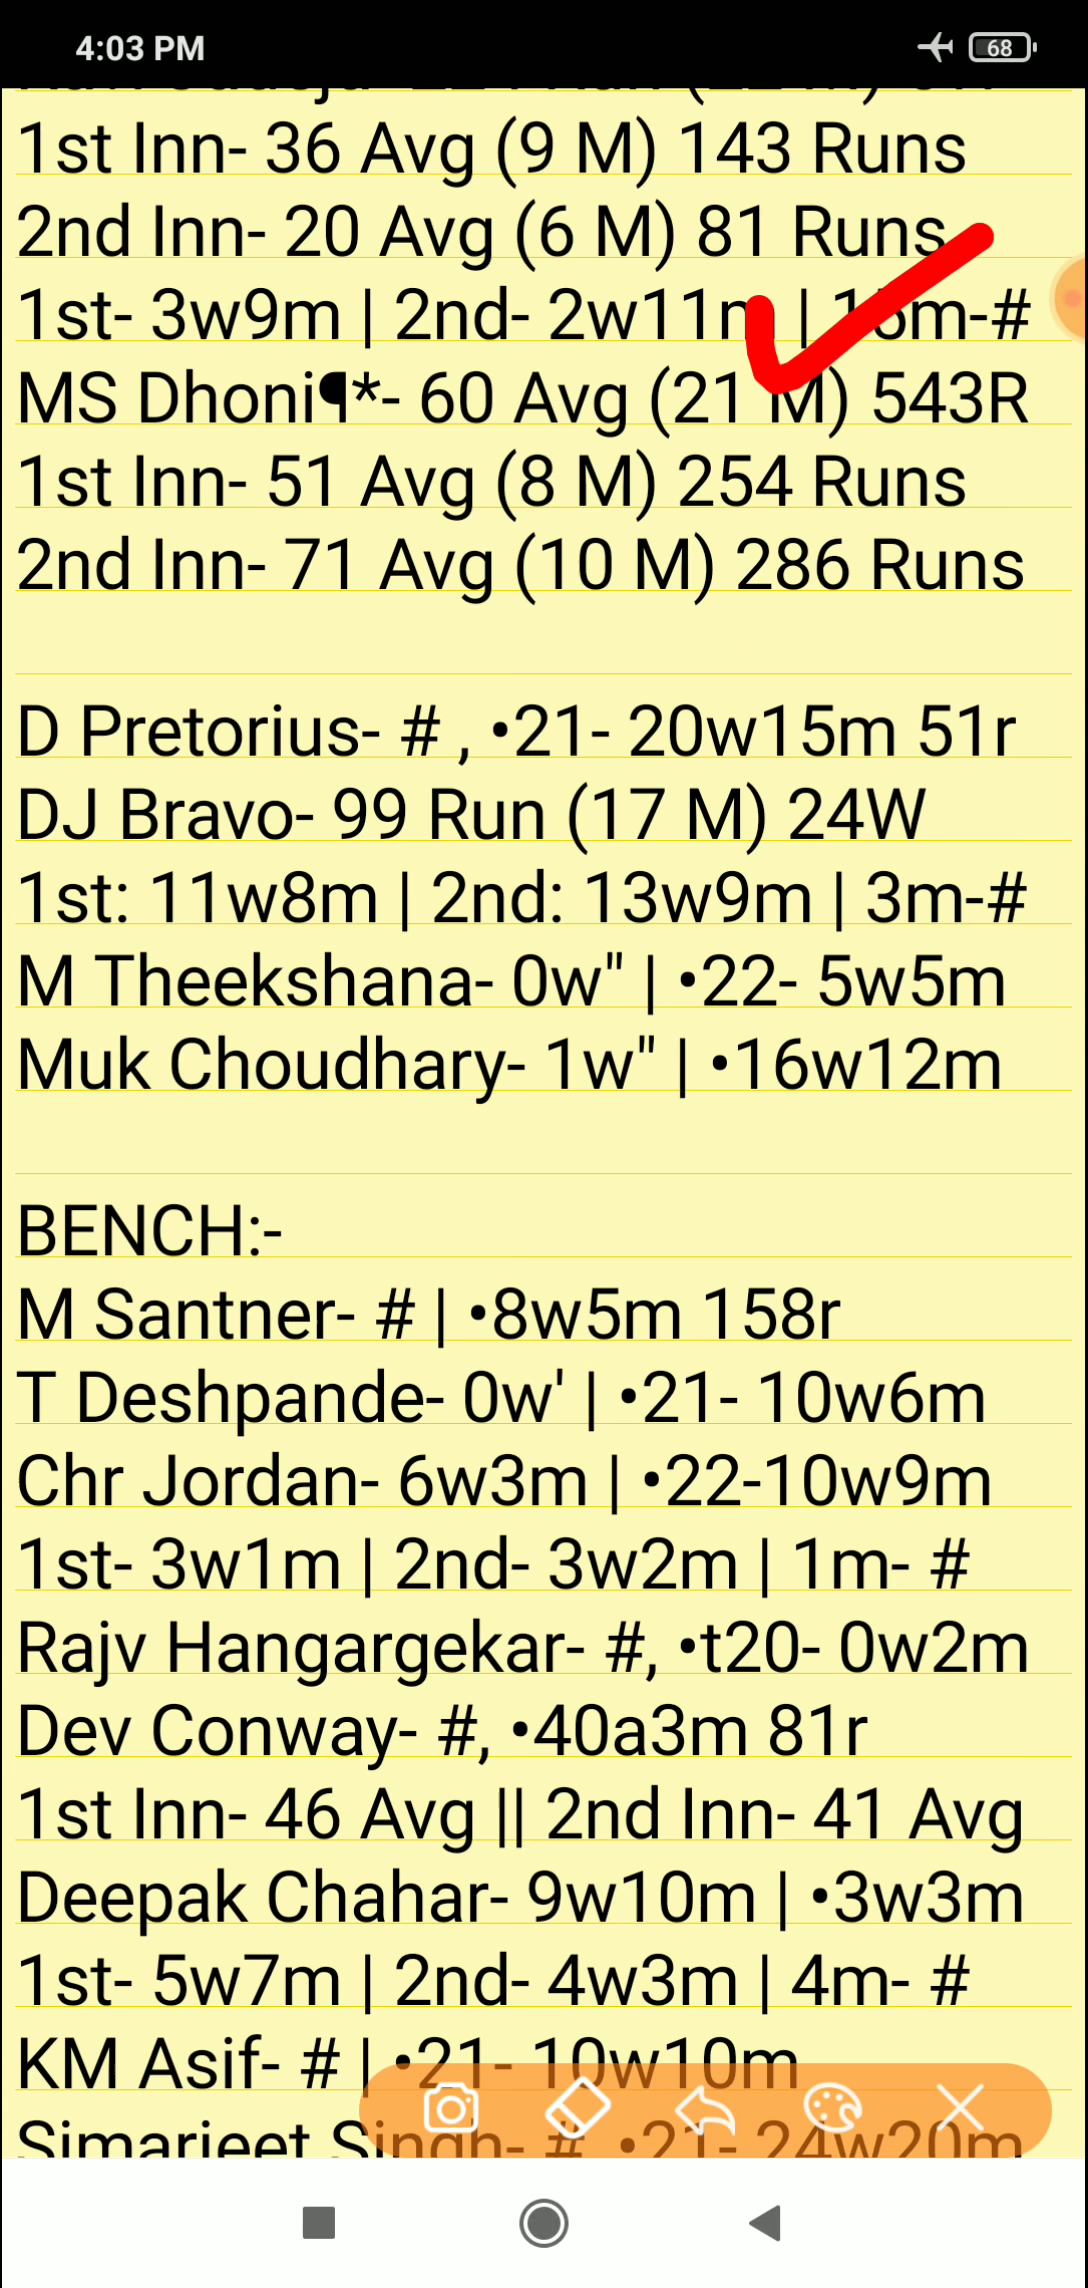 4:03 PM
68
1st Inn- 36 Avg (9 M) 143 Runs
2nd Inn- 20 Avg (6 M) 81 Runs
1st- 3w9m | 2nd- 2w11m | 15m-#
MS Dhoni¶*- 60 Avg (21 M) 543R
1st Inn- 51 Avg (8 M) 254 Runs
2nd Inn- 71 Avg (10 M) 286 Runs
D Pretorius- # , •21- 20w15m 51r
DJ Bravo- 99 Run (17 M) 24W
1st: 11w8m | 2nd: 13w9m | 3m-#
M Theekshana- 0w" | •22- 5w5m
Muk Choudhary- 1w" | •16w12m
BENCH:-
M Santner- # | •8w5m 158r
T Deshpande- 0w' | •21- 10w6m
Chr Jordan- 6w3m | •22-10w9m
1st- 3w1m | 2nd- 3w2m | 1m- #
Rajv Hangargekar- #, •t20- 0w2m
Dev Conway- #, •40a3m 81r
1st Inn- 46 Avg || 2nd Inn- 41 Avg
Deepak Chahar- 9w10m | •3w3m
1st- 5w7m | 2nd- 4w3m | 4m- #
KM Asif- # | •21- 10w10m
Simarjeet Singh- # •21- 24w20m